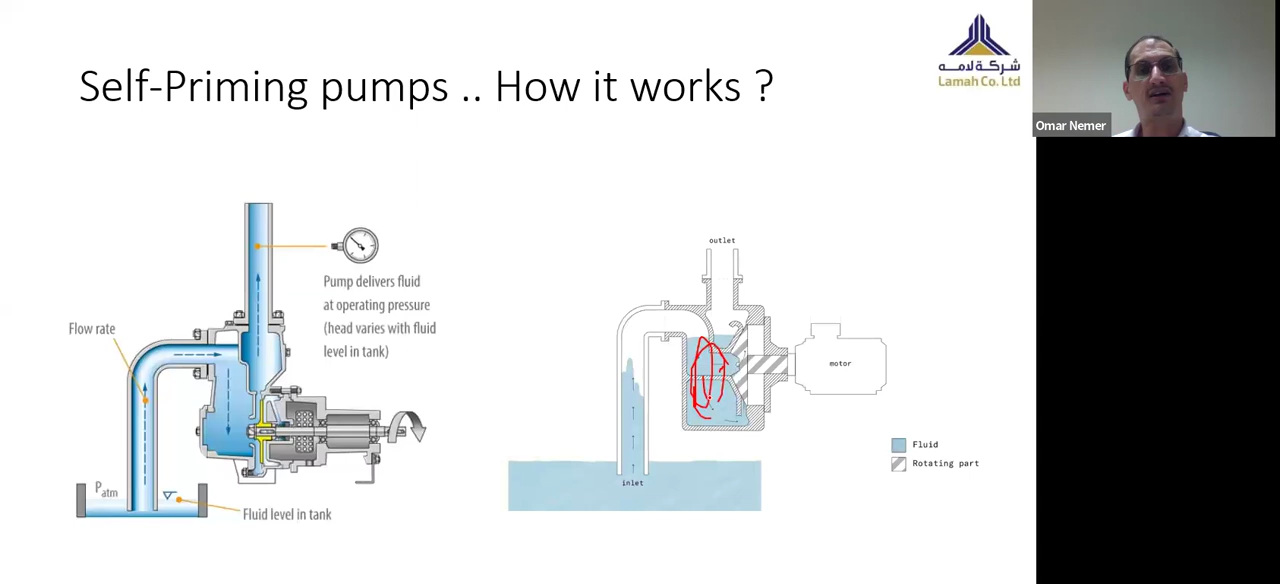 Self-Priming pumps .. How it works ?
شركة لامه
Lamah Co. Ltd
Omar Nemer
Flow rate
Pump delivers fluid
at operating pressure
(head varies with fluid
level in tank)
Patm
Fluid level in tank
outlet
motor
inlet
Fluid
Rotating part